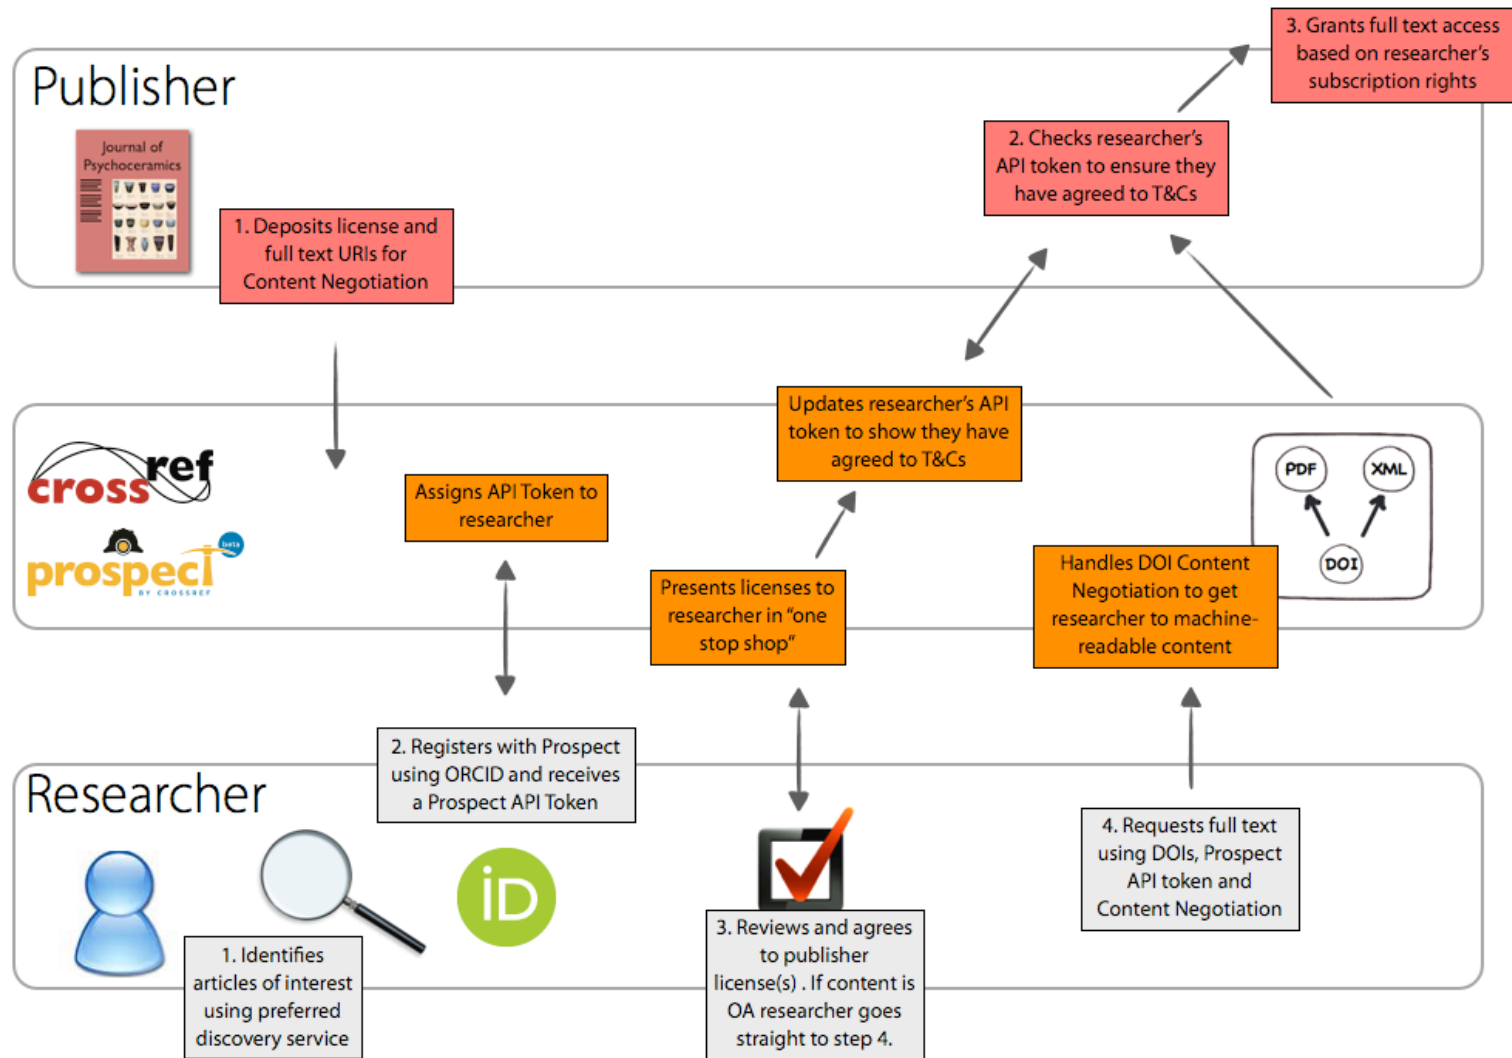 3. Grants full text access
based on researcher's
subscription rights
Publisher
Journal of
Psychoceramics
2. Checks researcher's
API token to ensure they
have agreed to T&Cs
1. Deposits license and
full text URIs for
Content Negotiation
Updates researcher's API
token to show they have
agreed to T&Cs
crossref
PDF
XML
Assigns API Token to
researcher
beta
prospect
BY CROSSREF
DOI
Handles DOI Content
Negotiation to get
researcher to machine-
readable content
Presents licenses to
researcher in "one
stop shop"
2. Registers with Prospect
using ORCID and receives
a Prospect API Token
Researcher
iD
4. Requests full text
using DOIs, Prospect
API token and
Content Negotiation
3. Reviews and agrees
to publisher
license(s) . If content is
OA researcher goes
straight to step 4.
1. Identifies
articles of interest
using preferred
discovery service